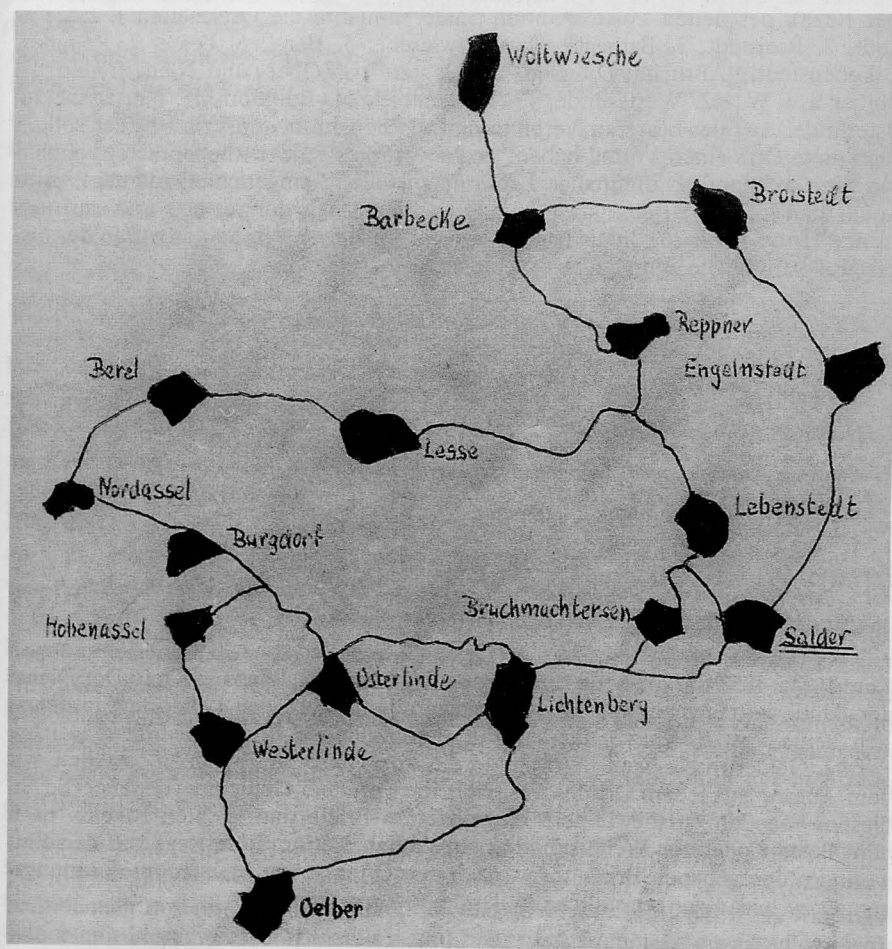 Woltwiesche
Broistedt
Barbecke
Reppner
Engelnstedt
Berel
Lesse
Nordassel
Lebenstedt
Burgdorf
Bruchmachtersen
Hohenassel
Salder
Osterlinde
Lichtenberg
Westerlinde
Oelber